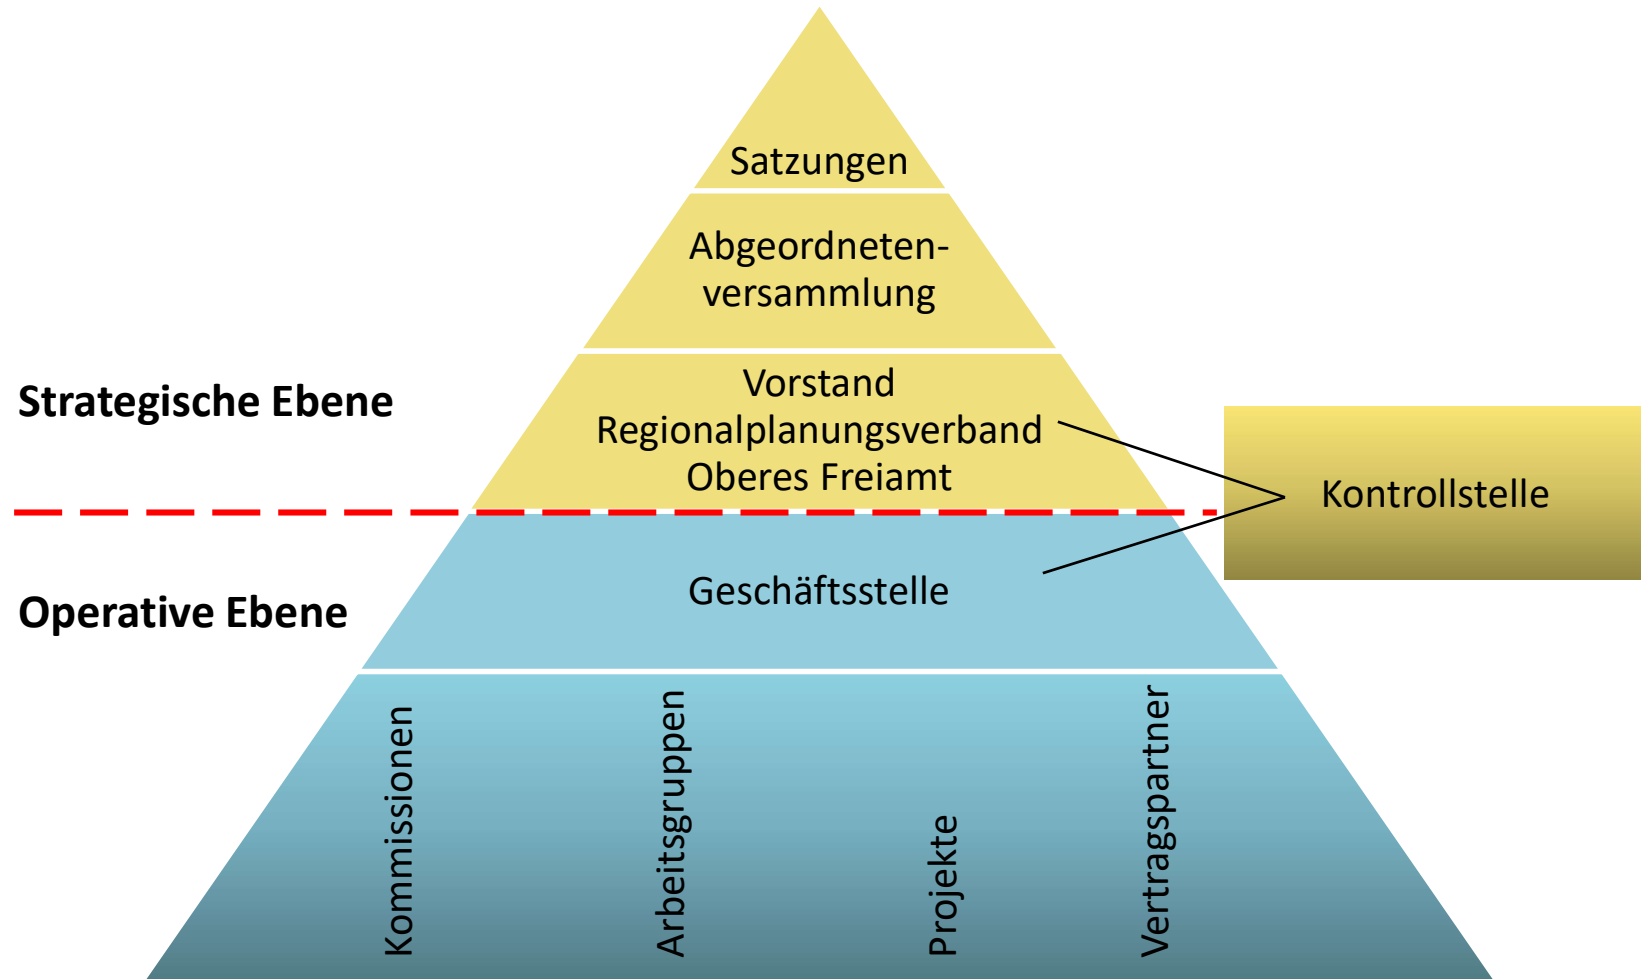 Satzungen
Abgeordneten-
versammlung
Strategische Ebene
Vorstand
Regionalplanungsverband
Oberes Freiamt
Kontrollstelle
Operative Ebene
Geschäftsstelle
Kommissionen
Arbeitsgruppen
Projekte
Vertragspartner